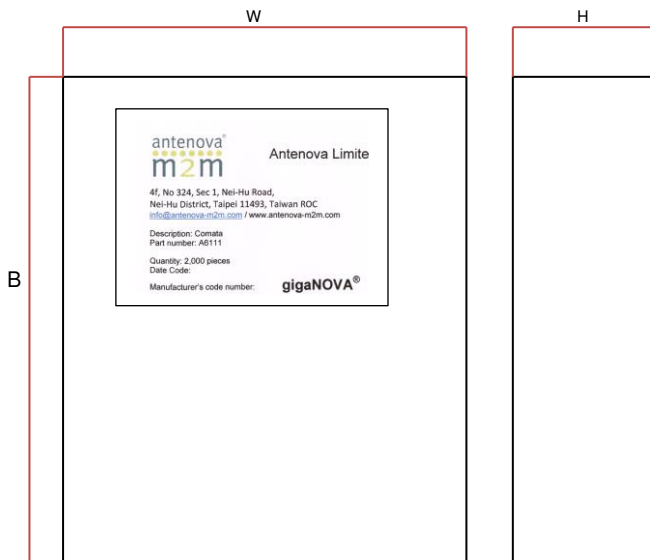 W
H
antenova®
m2m
Antenova Limite
4f, No 324, Sec 1, Nei-Hu Road,
Nei-Hu District, Taipei 11493, Taiwan ROC
info@antenova-m2m.com / www.antenova-m2m.com
Description: Comata
Part number: A6111
B
Quantity: 2,000 pieces
Date Code:
Manufacturer's code number:
gigaNOVA®